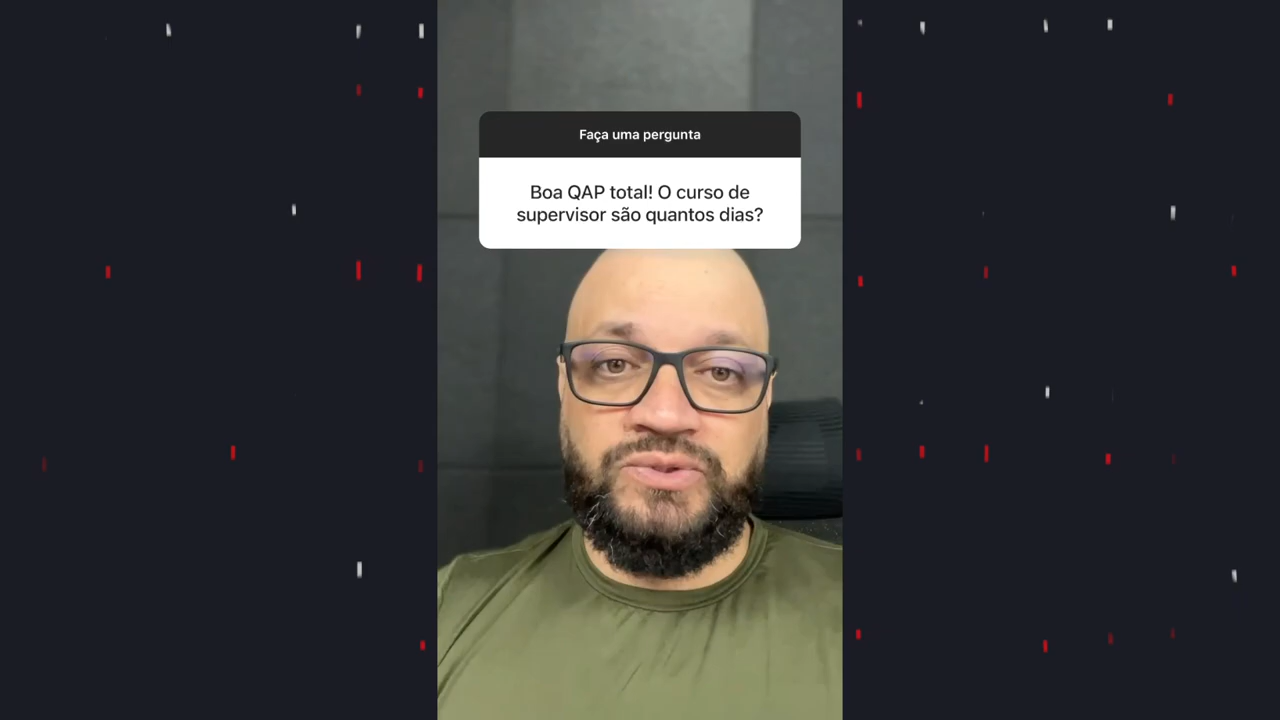 Faça uma pergunta
Boa QAP total! O curso de
supervisor são quantos dias?